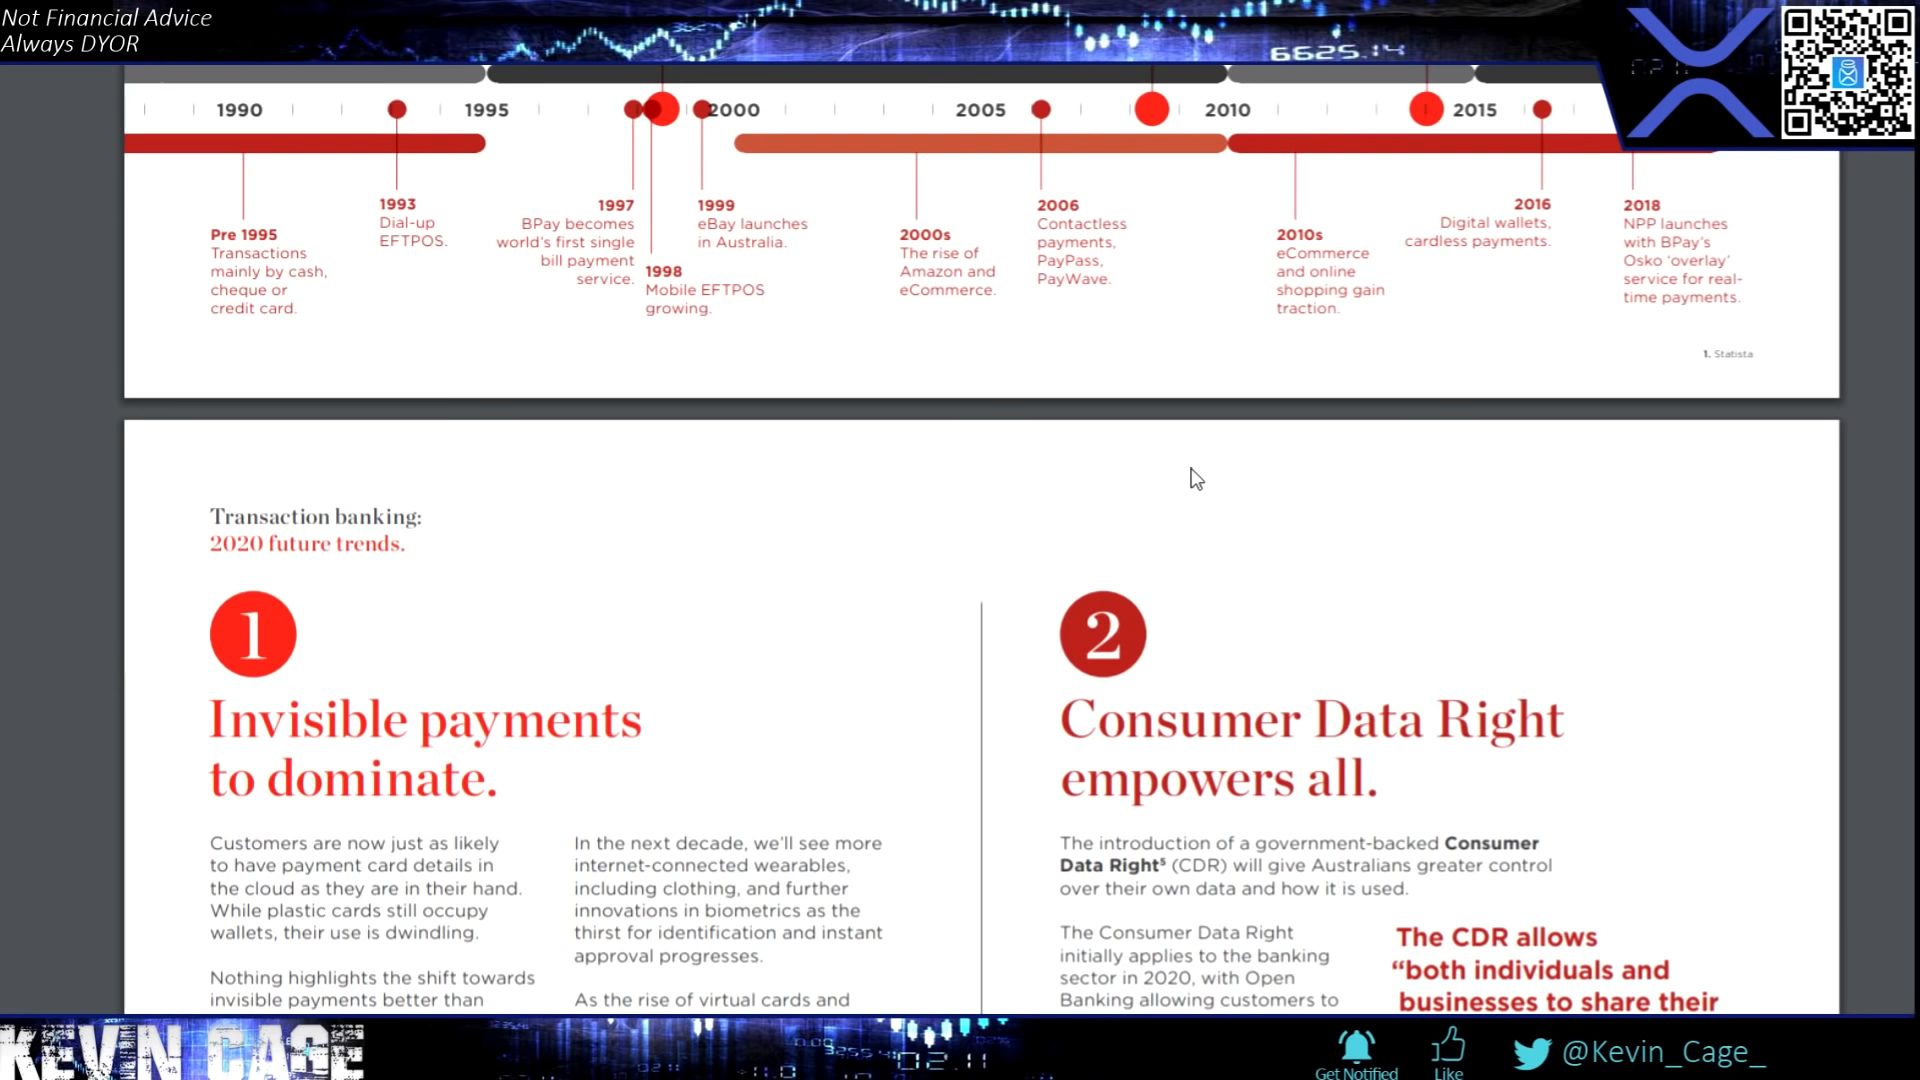 Not Financial Advice
Always DYOR
6625.14
1990
1995
2000
2005
2010
2015
Pre 1995
Transactions
mainly by cash,
cheque or
credit card.
1993
Dial-up
EFTPOS.
1997
BPay becomes
world's first single
bill payment
service.
1998
Mobile EFTPOS
growing.
1999
eBay launches
in Australia.
2000s
The rise of
Amazon and
eCommerce.
2006
Contactless
payments,
PayPass,
PayWave.
2010s
eCommerce
and online
shopping gain
traction.
2016
Digital wallets,
cardless payments.
2018
NPP launches
with BPay's
Osko ‘overlay’
service for real-
time payments.
1. Statista
Transaction banking:
2020 future trends.
1
Invisible payments
to dominate.
Customers are now just as likely
to have payment card details in
the cloud as they are in their hand.
While plastic cards still occupy
wallets, their use is dwindling.
Nothing highlights the shift towards
invisible payments better than
In the next decade, we'll see more
internet-connected wearables,
including clothing, and further
innovations in biometrics as the
thirst for identification and instant
approval progresses.
As the rise of virtual cards and
2
Consumer Data Right
empowers all.
The introduction of a government-backed Consumer
Data Right⁵ (CDR) will give Australians greater control
over their own data and how it is used.
The Consumer Data Right
initially applies to the banking
sector in 2020, with Open
Banking allowing customers to
The CDR allows
“both individuals and
businesses to share their
KEVIN CAGE
02.11
Get Notified
Like
@Kevin_Cage_